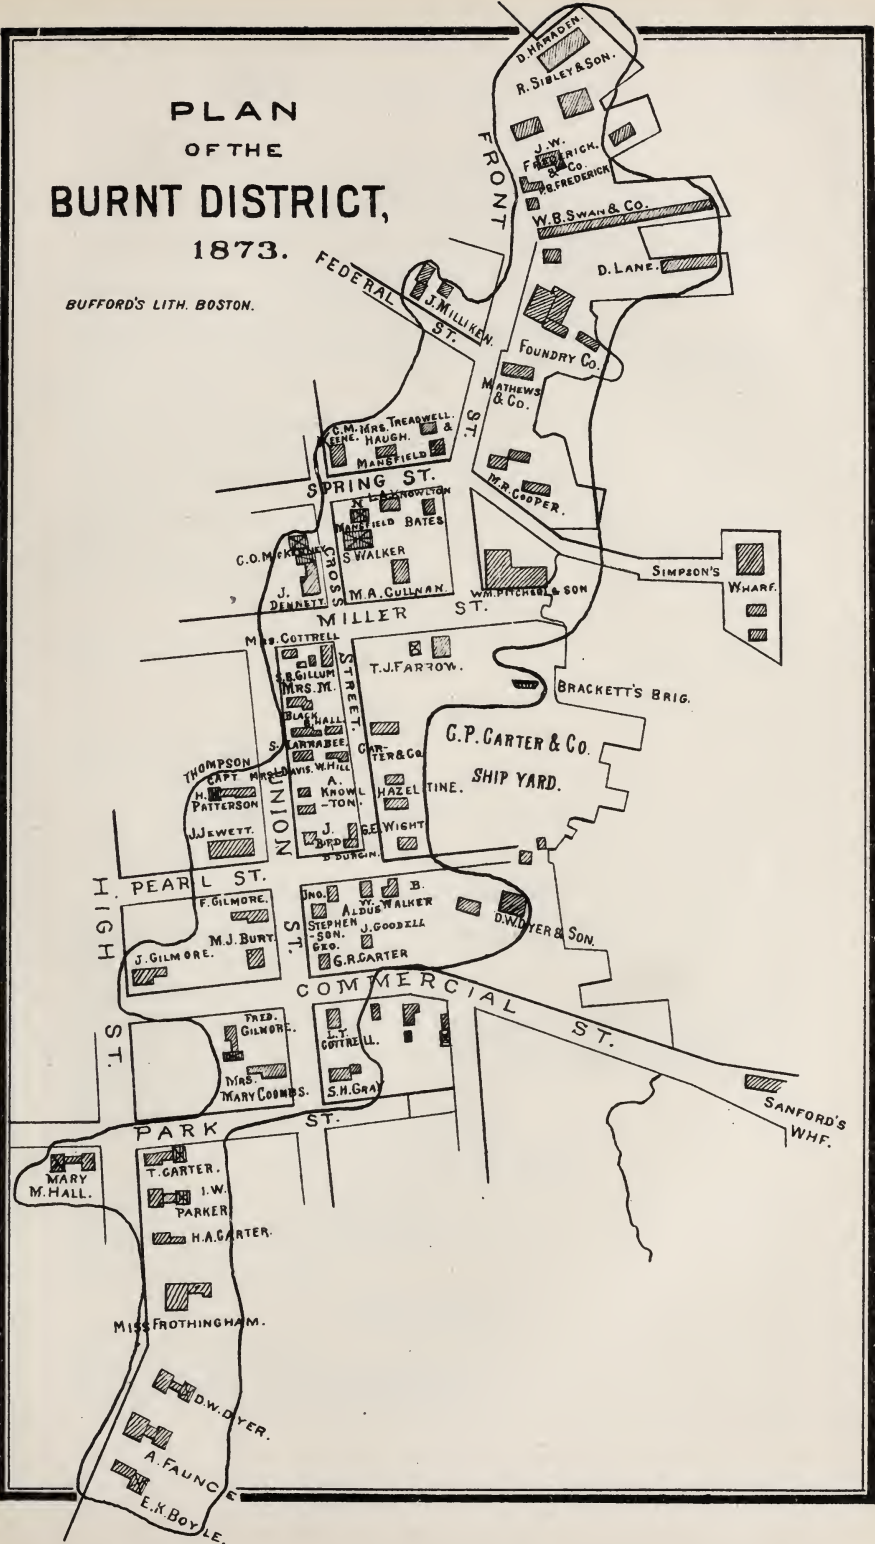 PLAN
OF THE
BURNT DISTRICT,
1873.
BUFFORD'S LITH. BOSTON.
D. HARADEN.
R. SIBLEY & SON.
FRONT
J. W.
FREDERICK.
& CO.
P.B. FREDERICK
W.B. SWAN & CO.
D. LANE.
FEDERAL
ST.
J. MILLIKEN.
FOUNDRY CO.
MATHEWS
& CO.
ST.
C.M.
MRS. TREADWELL.
&
HAUGH.
MANSFIELD
SPRING ST.
M.R. COOPER.
KNOWLTON
MANSFIELD
BATES
S WALKER
C.O. MCKENNEY
CROSS
J.
DENNETT.
M.A. CULLNAN.
WM. PITCHER & SON
SIMPSON'S
WHARF.
MILLER ST.
MRS. COTTRELL
STREET.
S.B. GILLUM
MRS. M.
BLACK
T.J. FARROW.
BRACKETT'S BRIG.
HALL.
S. CARNABEE.
CARTER & CO.
C.P. CARTER & CO.
SHIP YARD.
THOMPSON
CAPT
MRS. L. DAVIS.
W. HILL
H.
PATTERSON
UNION
A.
KNOWL
-TON.
HAZELTINE.
J. JEWETT.
J.
BIRD
G.E. WIGHT
D DURGIN.
HIGH
PEARL ST.
F. GILMORE.
JNO.
W.
B.
ALDUS WALKER
STEPHEN
-SON.
J. GOODELL
GEO.
ST.
M.J. BURT.
J. GILMORE.
G.R. CARTER
D.W. DYER & SON.
COMMERCIAL ST.
FRED.
GILMORE.
L.T.
COTTRELL.
ST.
MRS.
MARY COOMBS.
S.H. GRAY
SANFORD'S
WHF.
PARK ST.
MARY
M. HALL.
T. CARTER.
I.W.
PARKER
H.A. CARTER.
MISS FROTHINGHAM.
D.W. DYER.
A. FAUNCE
E.K. BOYLE.